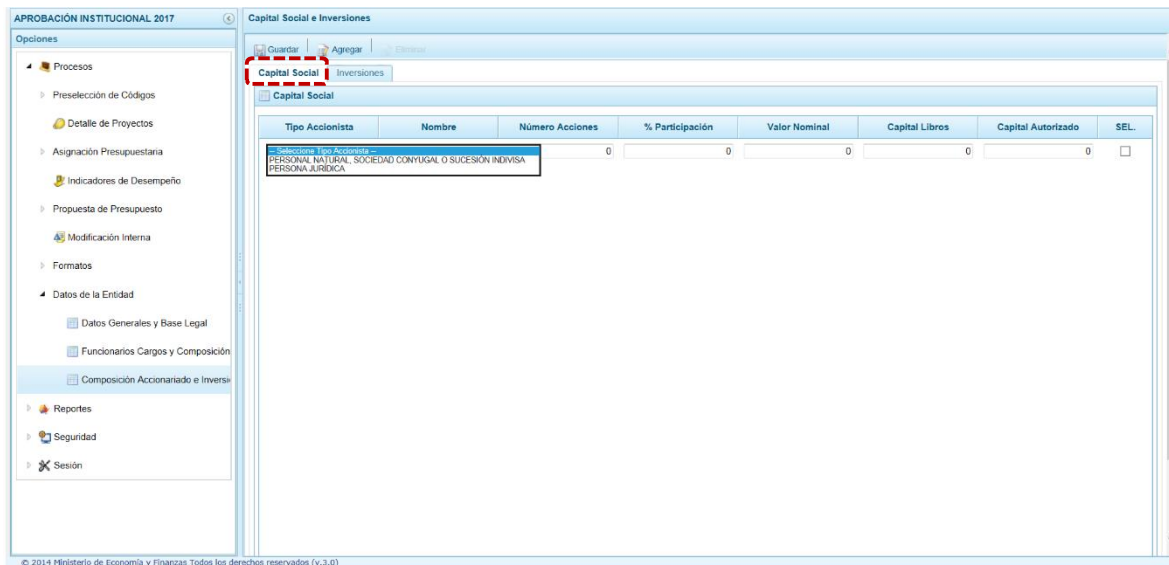 APROBACIÓN INSTITUCIONAL 2017
Opciones
Procesos
Preselección de Códigos
Detalle de Proyectos
Asignación Presupuestaria
Indicadores de Desempeño
Propuesta de Presupuesto
Modificación Interna
Formatos
Datos de la Entidad
Datos Generales y Base Legal
Funcionarios Cargos y Composición
Composición Accionariado e Inversi
Reportes
Seguridad
Sesión
Capital Social e Inversiones
Guardar Agregar Eliminar
Capital Social Inversiones
Capital Social
Tipo Accionista Nombre Número Acciones % Participación Valor Nominal Capital Libros Capital Autorizado SEL.
-- Seleccione Tipo Accionista -- 0 0 0 0 0
PERSONAL NATURAL, SOCIEDAD CONYUGAL O SUCESIÓN INDIVISA
PERSONA JURÍDICA
© 2014 Ministerio de Economía y Finanzas Todos los derechos reservados (v.3.0)